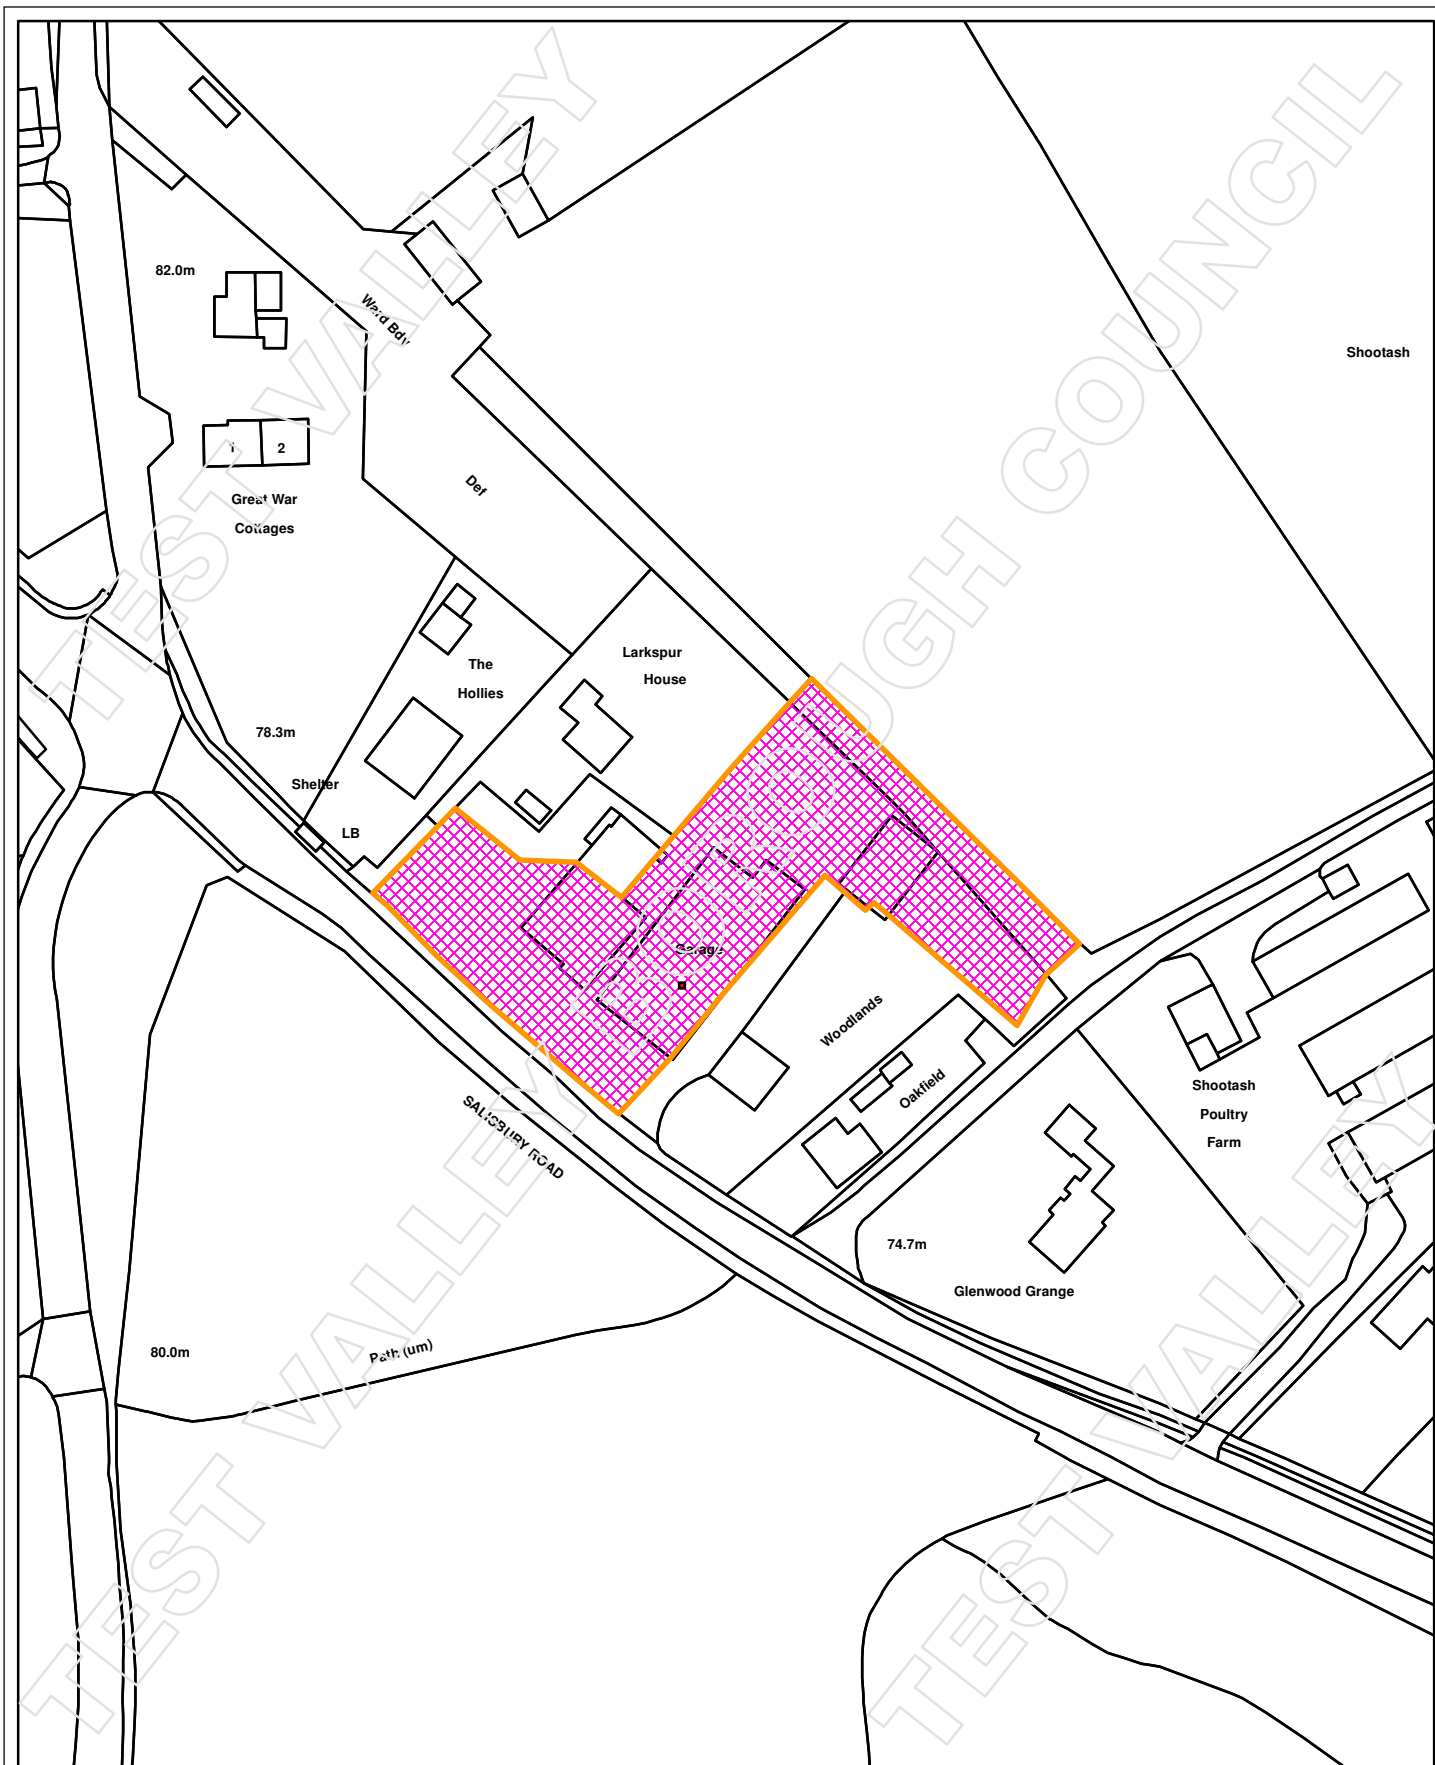 82.0m
Ward Bdy
Shootash
1
2
Def
Great War
Cottages
Larkspur
House
The
Hollies
78.3m
Shelter
LB
Garage
Woodlands
Oakfield
Shootash
Poultry
Farm
SALISBURY ROAD
74.7m
Glenwood Grange
80.0m
Path (um)
TEST VALLEY BOROUGH COUNCIL
TEST VALLEY
TEST VALLEY